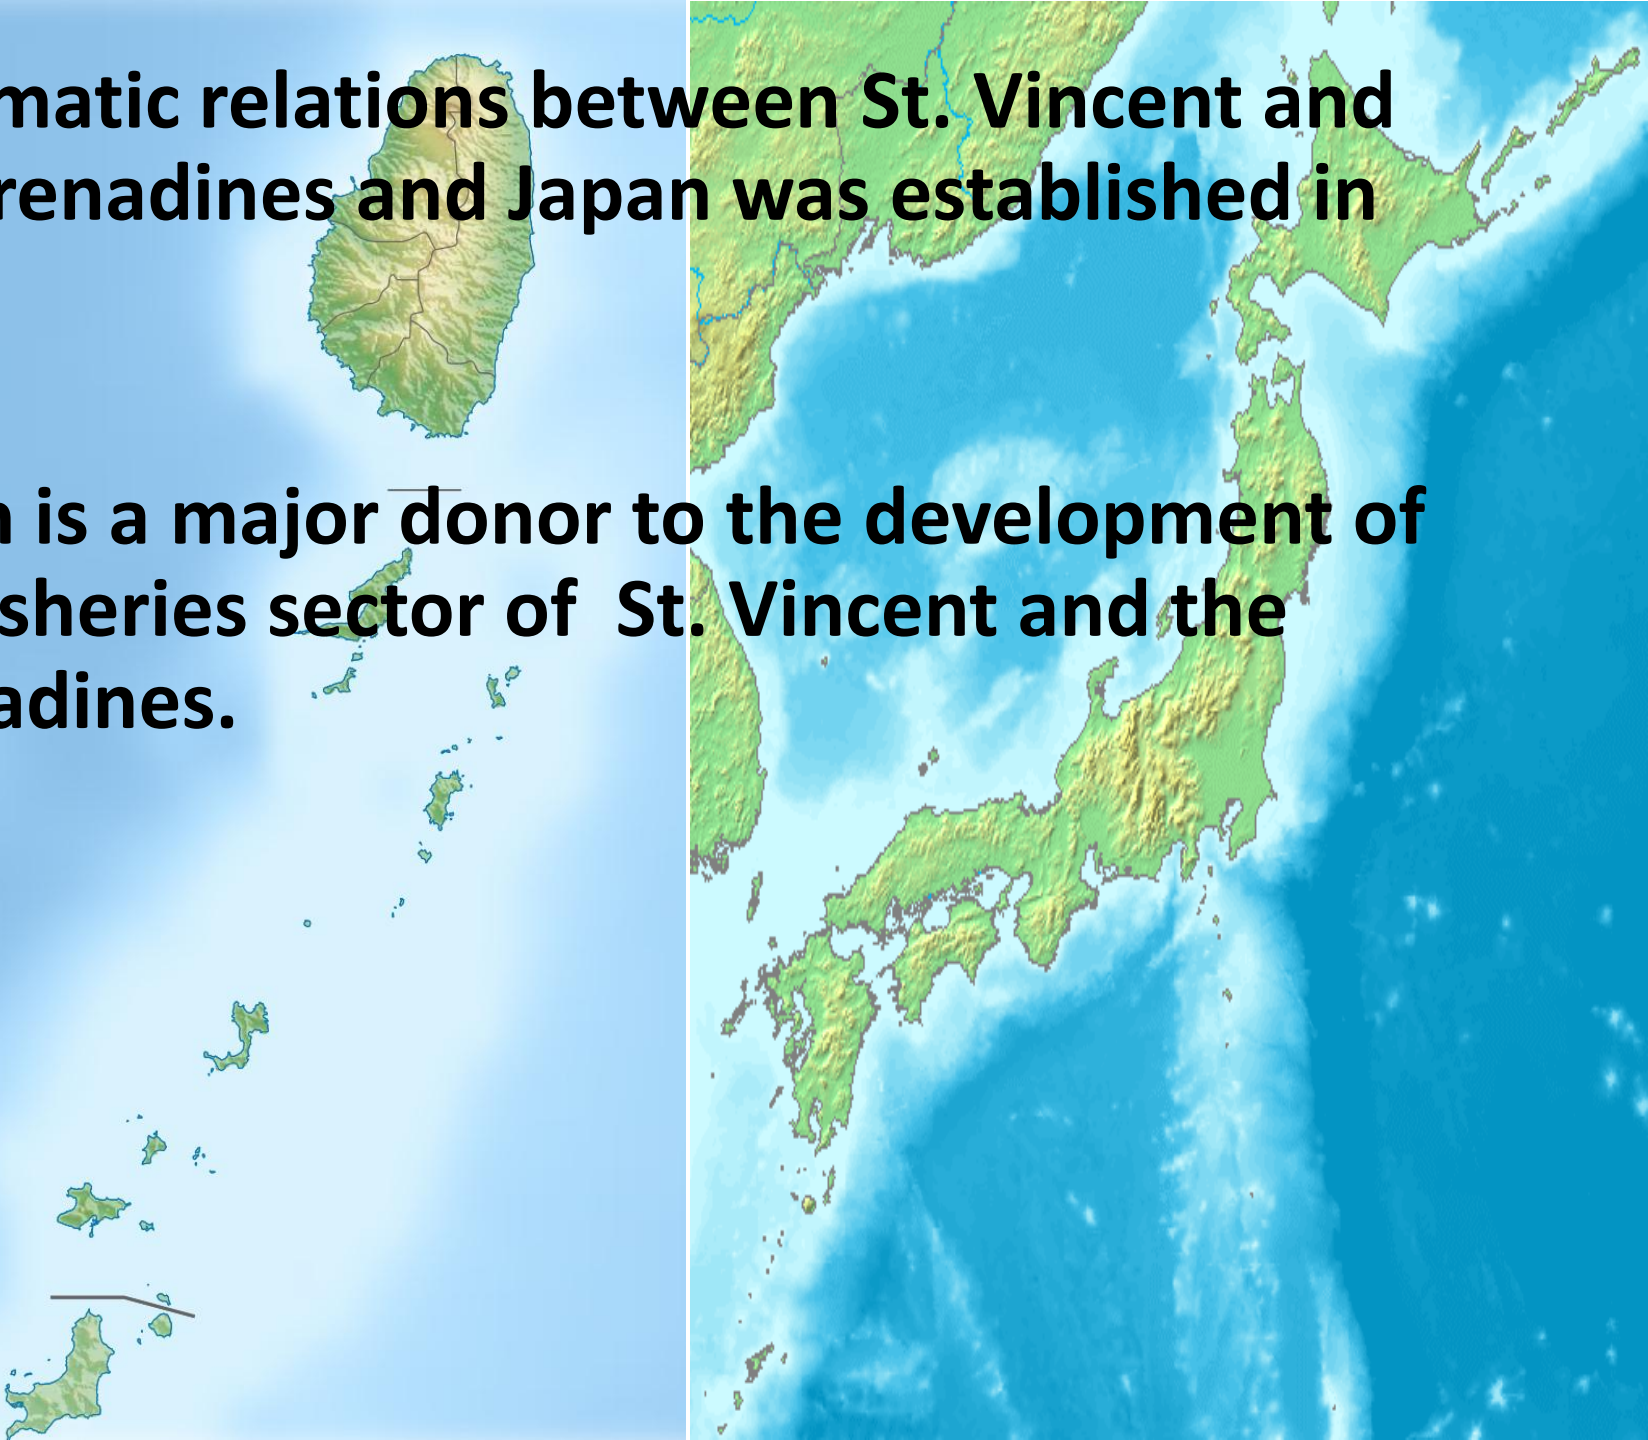 matic relations between St. Vincent and
renadines and Japan was established in
is a major donor to the development of
sheries sector of St. Vincent and the
adines.